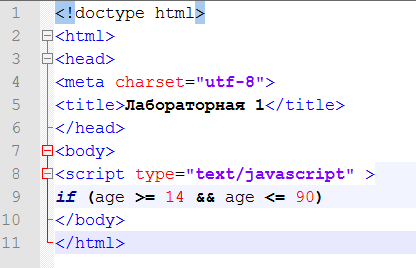 1 <!doctype html>
2 <html>
3 <head>
4 <meta charset="utf-8">
5 <title>Лабораторная 1</title>
6 </head>
7 <body>
8 <script type="text/javascript" >
9 if (age >= 14 && age <= 90)
10 </body>
11 </html>